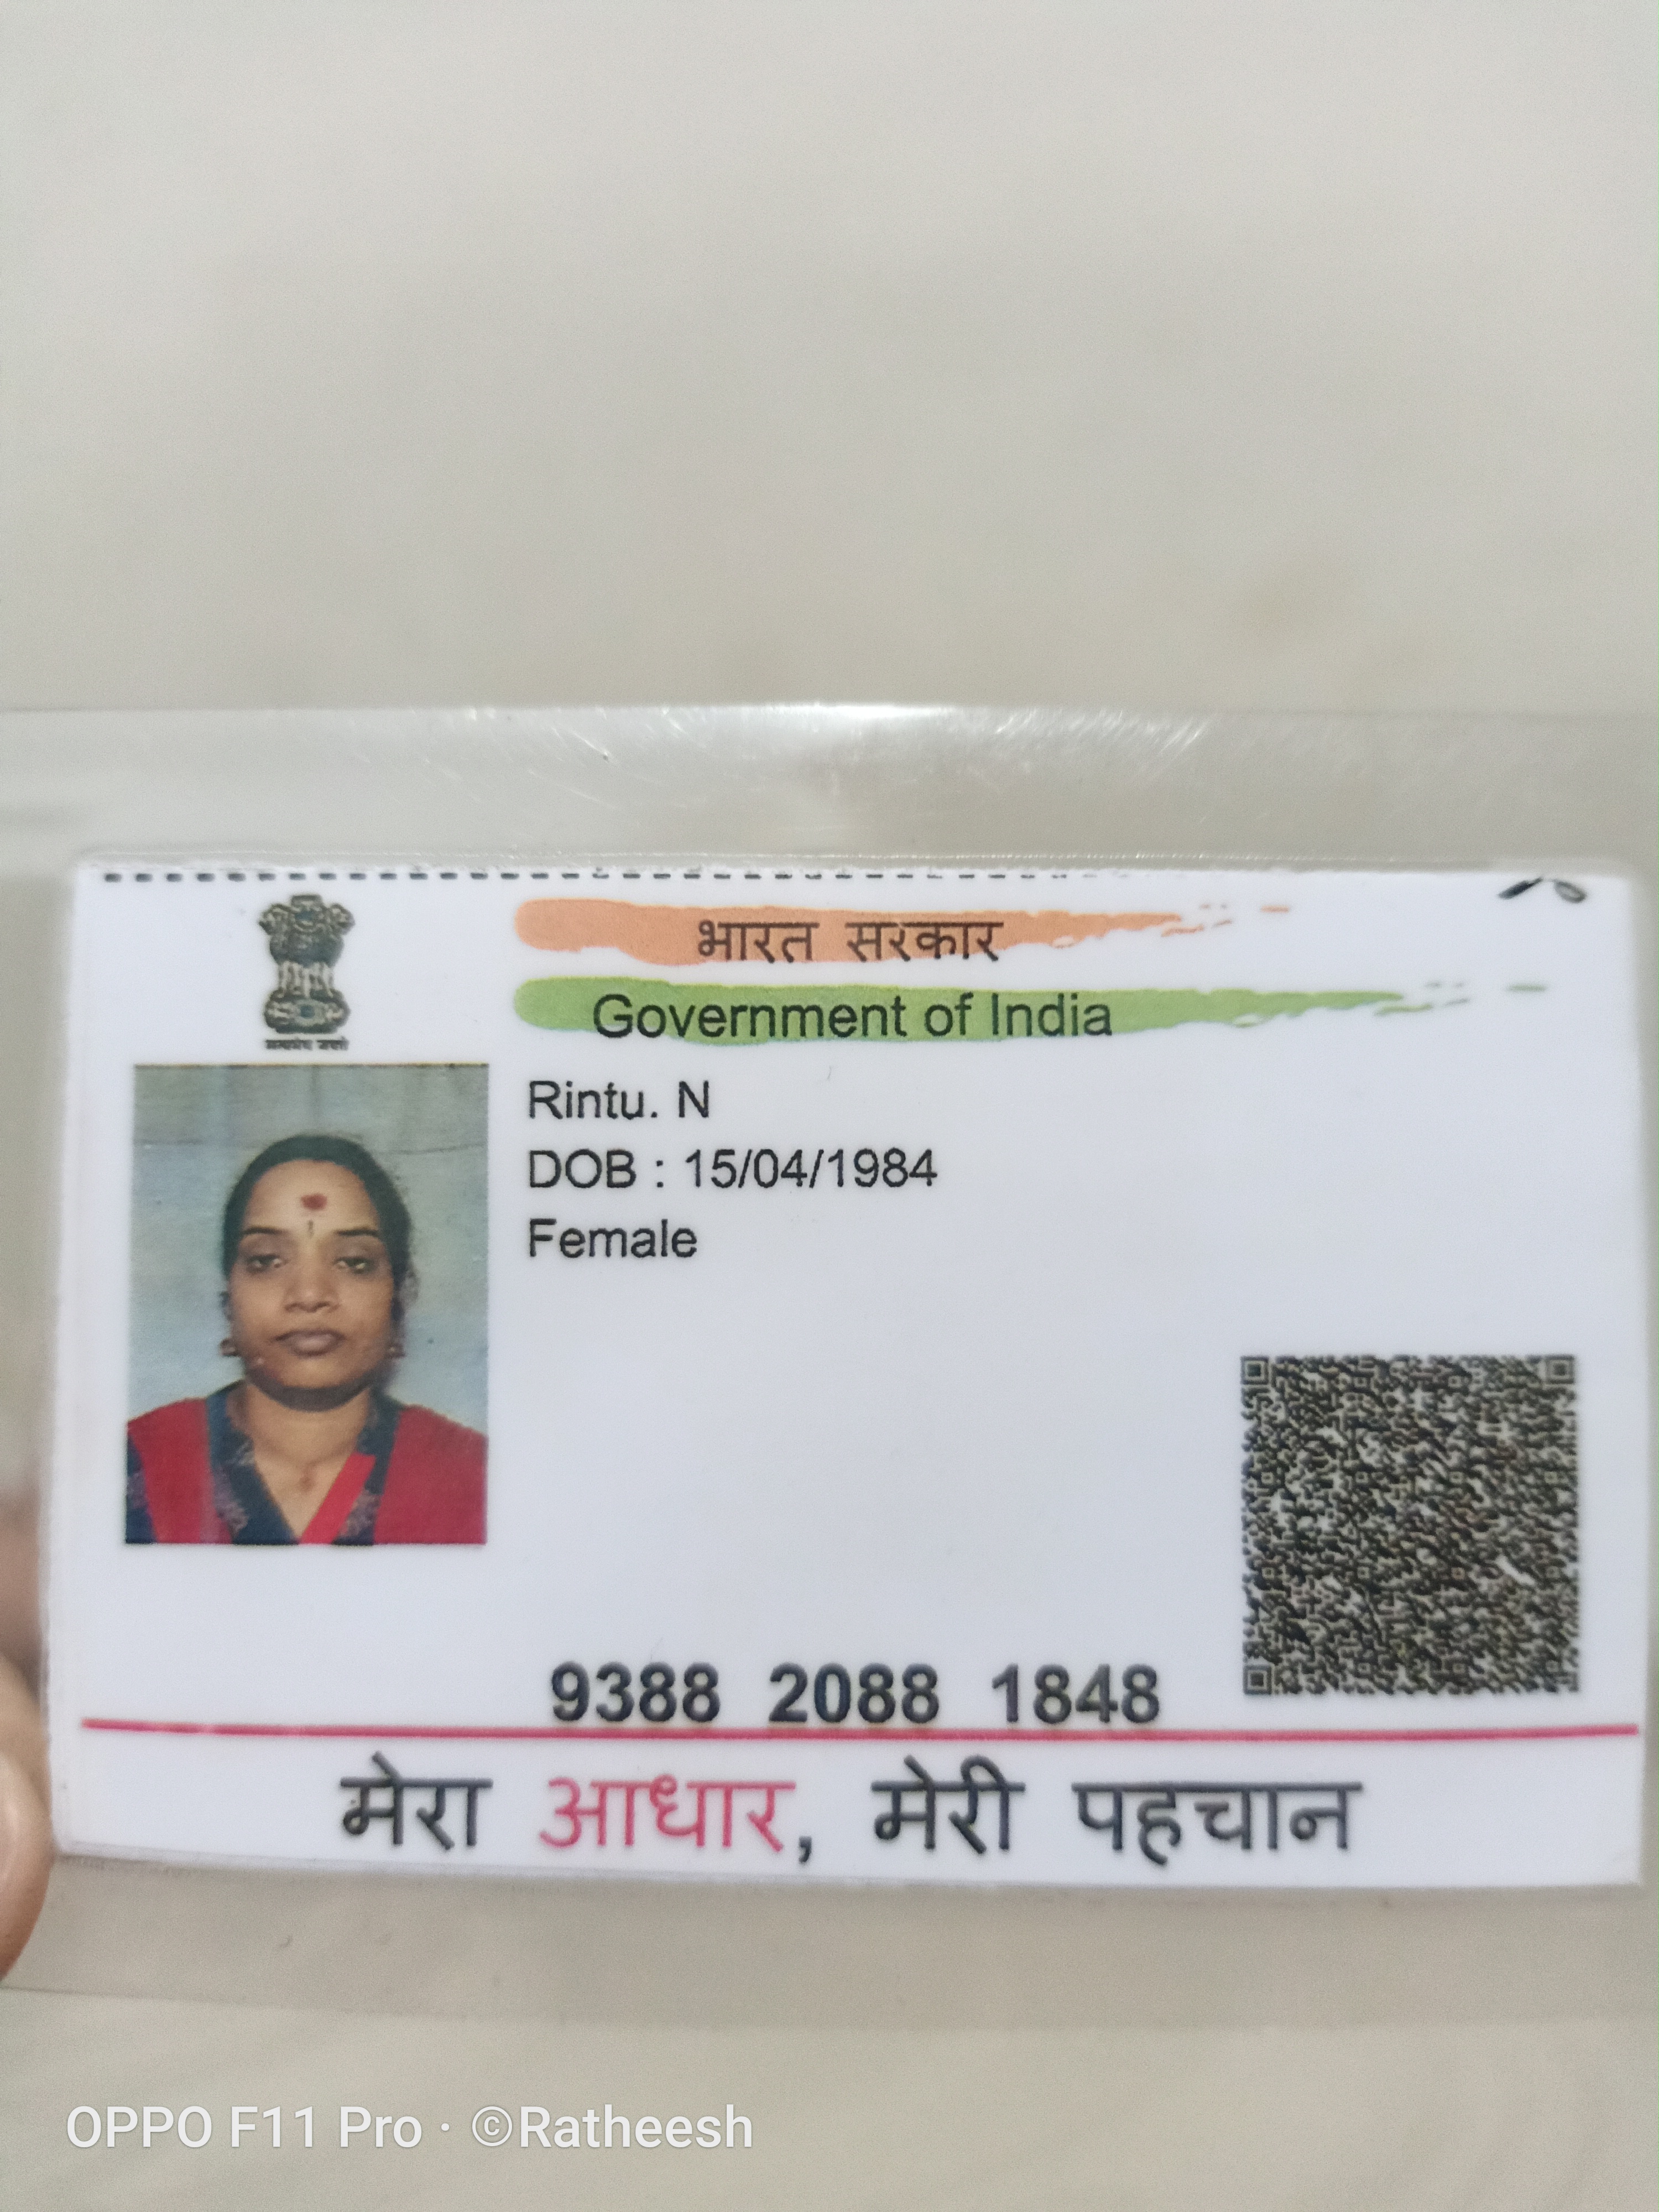 भारत सरकार
Government of India
सत्यमेव जयते
Rintu. N
DOB : 15/04/1984
Female
9388 2088 1848
मेरा आधार, मेरी पहचान
OPPO F11 Pro · ©Ratheesh